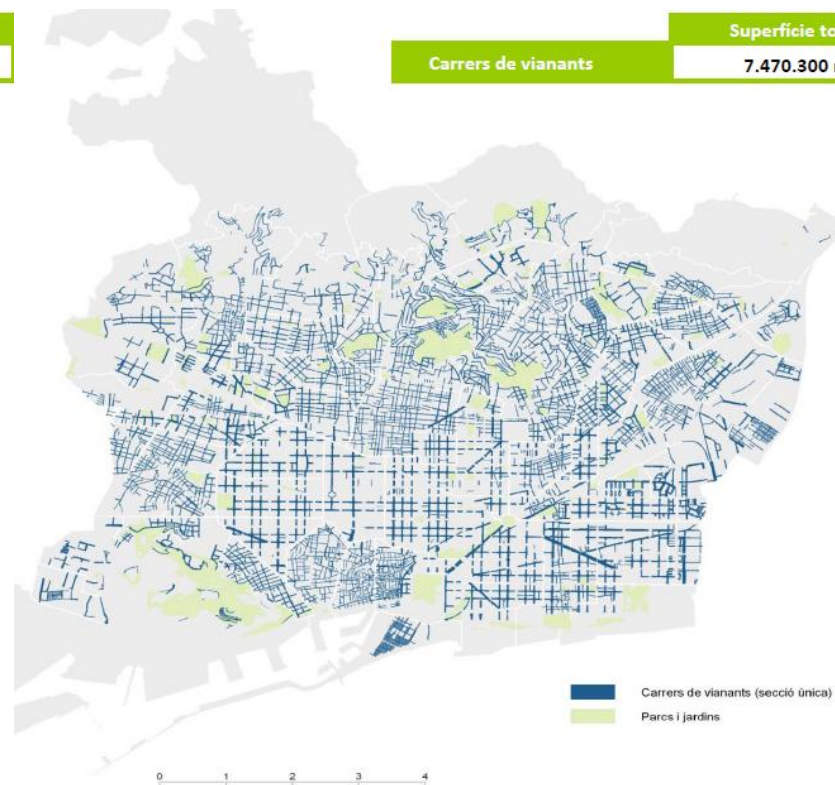 Superfície
Carrers de vianants
7.470.300
Carrers de vianants (secció única)
Parcs i jardins
0 1 2 3 4